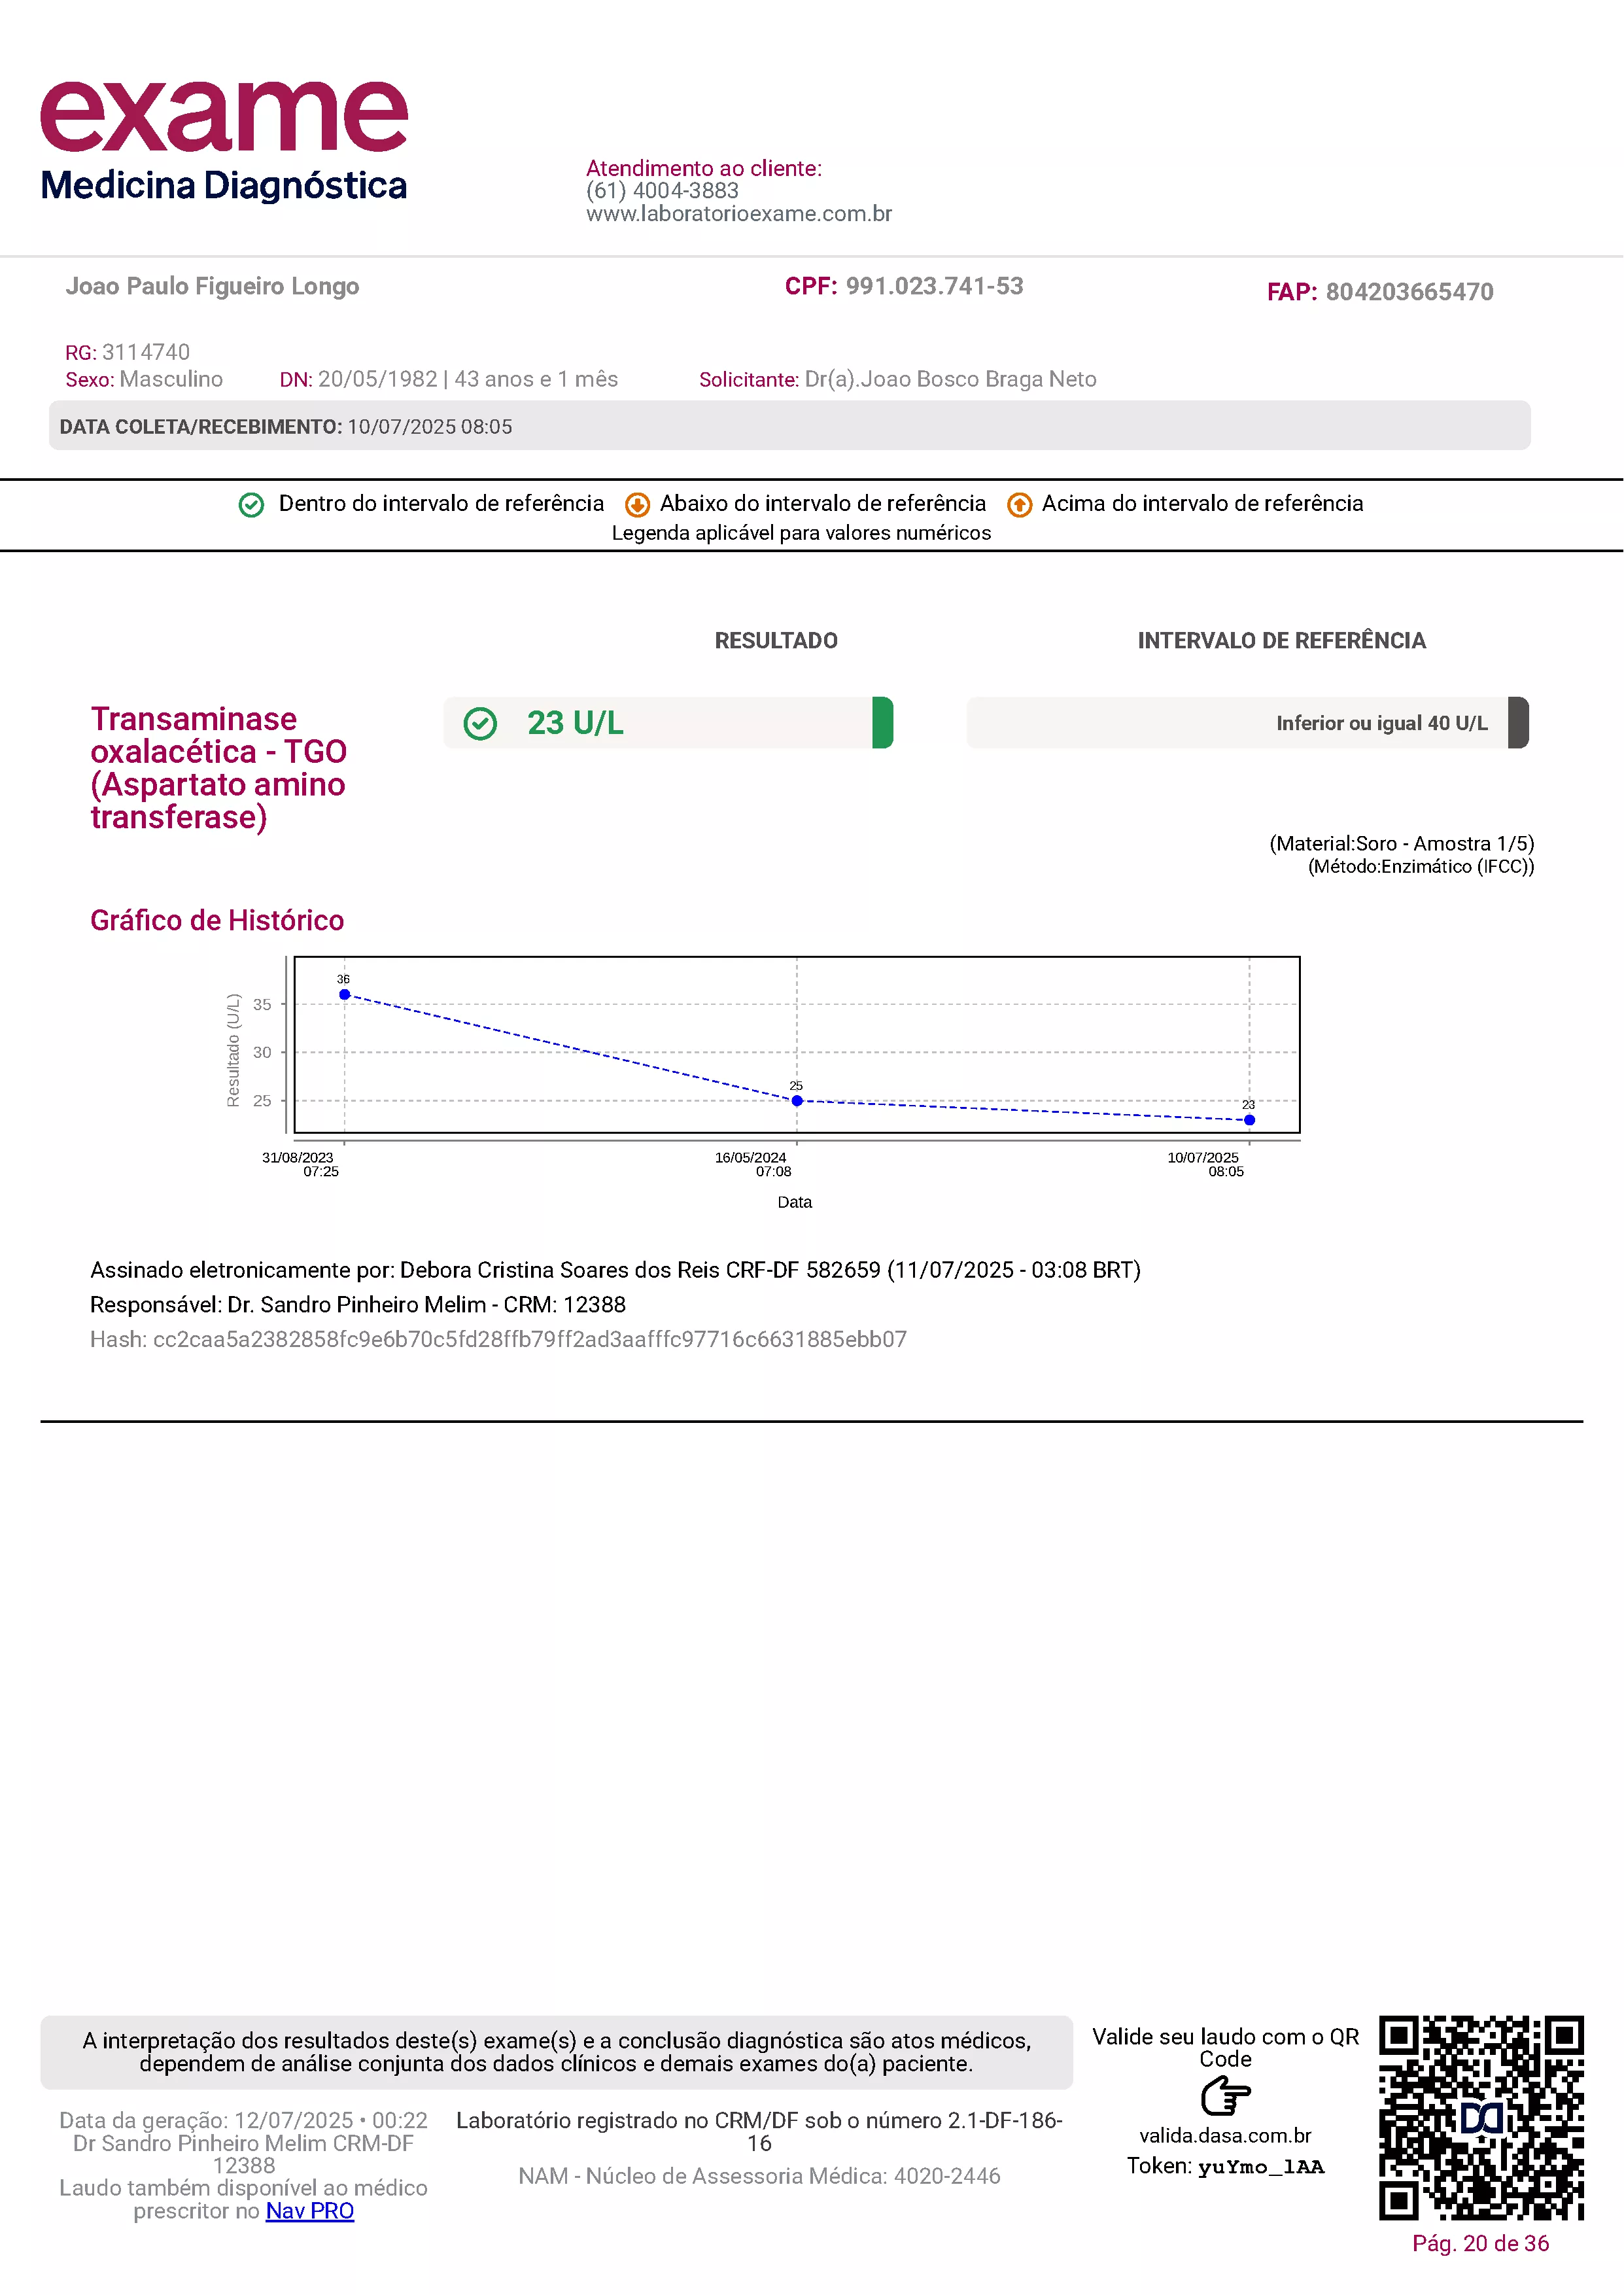 exame
Medicina Diagnóstica
Atendimento ao cliente:
(61) 4004-3883
www.laboratorioexame.com.br
Joao Paulo Figueiro Longo
CPF: 991.023.741-53
FAP: 804203665470
RG: 3114740
Sexo: Masculino
DN: 20/05/1982 | 43 anos e 1 mês
Solicitante: Dr(a).Joao Bosco Braga Neto
DATA COLETA/RECEBIMENTO: 10/07/2025 08:05
Dentro do intervalo de referência
Abaixo do intervalo de referência
Acima do intervalo de referência
Legenda aplicável para valores numéricos
RESULTADO
INTERVALO DE REFERÊNCIA
Transaminase
oxalacética - TGO
(Aspartato amino
transferase)
23 U/L
Inferior ou igual 40 U/L
(Material:Soro - Amostra 1/5)
(Método:Enzimático (IFCC))
Gráfico de Histórico
Resultado (U/L)
35
30
25
36
25
23
31/08/2023
07:25
16/05/2024
07:08
10/07/2025
08:05
Data
Assinado eletronicamente por: Debora Cristina Soares dos Reis CRF-DF 582659 (11/07/2025 - 03:08 BRT)
Responsável: Dr. Sandro Pinheiro Melim - CRM: 12388
Hash: cc2caa5a2382858fc9e6b70c5fd28ffb79ff2ad3aafffc97716c6631885ebb07
A interpretação dos resultados deste(s) exame(s) e a conclusão diagnóstica são atos médicos,
dependem de análise conjunta dos dados clínicos e demais exames do(a) paciente.
Data da geração: 12/07/2025 • 00:22
Dr Sandro Pinheiro Melim CRM-DF
12388
Laudo também disponível ao médico
prescritor no Nav PRO
Laboratório registrado no CRM/DF sob o número 2.1-DF-186-
16
NAM - Núcleo de Assessoria Médica: 4020-2446
Valide seu laudo com o QR
Code
valida.dasa.com.br
Token: yuYmo_lAA
Pág. 20 de 36